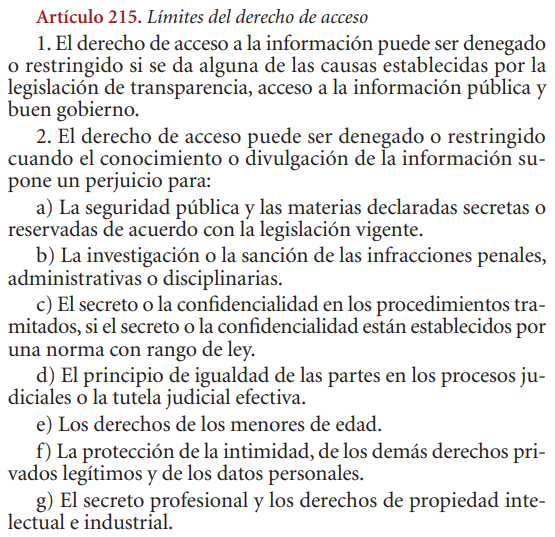 Artículo 215. Límites del derecho de acceso
1. El derecho de acceso a la información puede ser denegado
o restringido si se da alguna de las causas establecidas por la
legislación de transparencia, acceso a la información pública y
buen gobierno.
2. El derecho de acceso puede ser denegado o restringido
cuando el conocimiento o divulgación de la información su-
pone un perjuicio para:
a) La seguridad pública y las materias declaradas secretas o
reservadas de acuerdo con la legislación vigente.
b) La investigación o la sanción de las infracciones penales,
administrativas o disciplinarias.
c) El secreto o la confidencialidad en los procedimientos tra-
mitados, si el secreto o la confidencialidad están establecidos por
una norma con rango de ley.
d) El principio de igualdad de las partes en los procesos ju-
diciales o la tutela judicial efectiva.
e) Los derechos de los menores de edad.
f) La protección de la intimidad, de los demás derechos pri-
vados legítimos y de los datos personales.
g) El secreto profesional y los derechos de propiedad inte-
lectual e industrial.